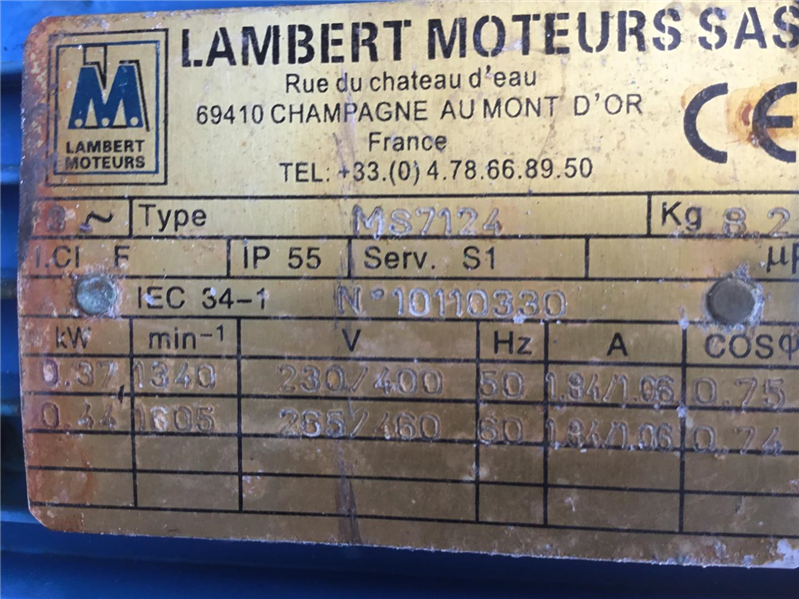 M.
LAMBERT
MOTEURS
LAMBERT MOTEURS SAS
Rue du chateau d'eau
69410 CHAMPAGNE AU MONT D'OR
France
TEL: +33.(0) 4.78.66.89.50
CE
3 ~ Type MS7124 Kg 8.2
I.Cl F IP 55 Serv. S1 µF
IEC 34-1 N°10110330
kW min-1 V Hz A COSφ
0.37 1340 230/400 50 1.94/1.06 0.75
0.44 1605 265/460 60 1.94/1.06 0.74